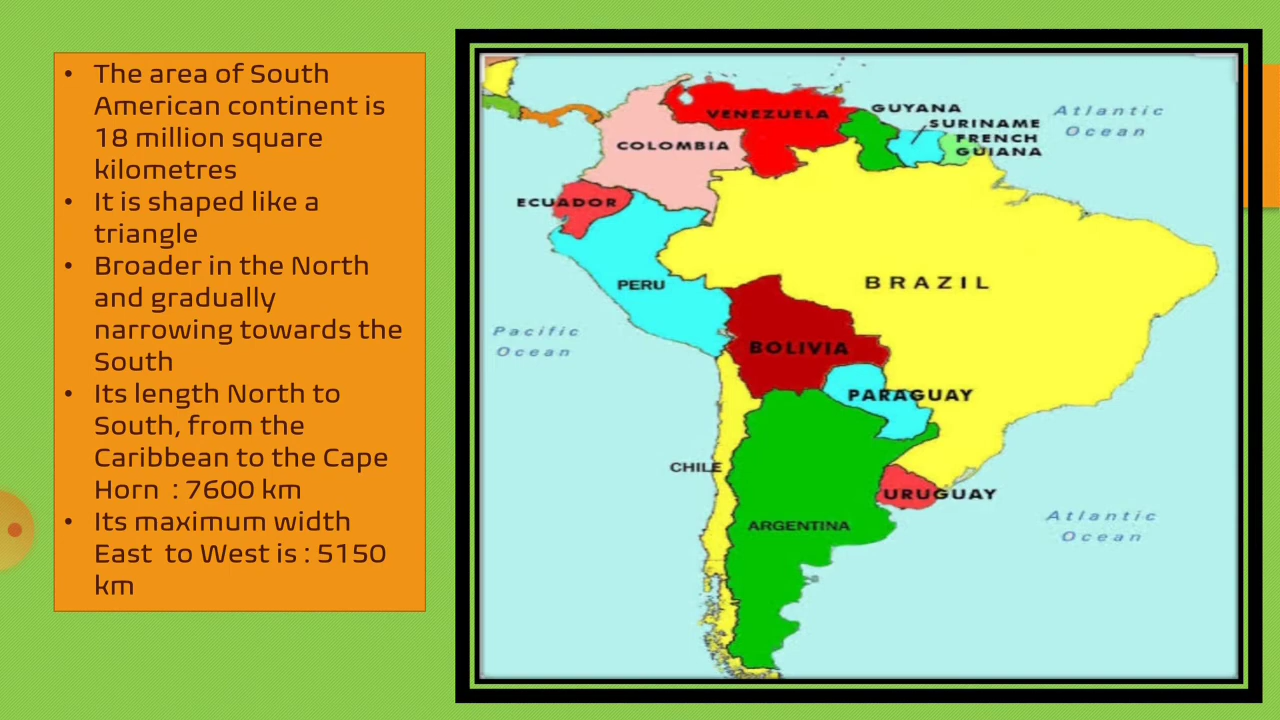 • The area of South
American continent is
18 million square
kilometres
• It is shaped like a
triangle
• Broader in the North
and gradually
narrowing towards the
South
• Its length North to
South, from the
Caribbean to the Cape
Horn : 7600 km
• Its maximum width
East to West is : 5150
km
VENEZUELA
GUYANA
SURINAME
FRENCH
GUIANA
Atlantic
Ocean
COLOMBIA
ECUADOR
PERU
BRAZIL
Pacific
Ocean
BOLIVIA
PARAGUAY
CHILE
URUGUAY
ARGENTINA
Atlantic
Ocean